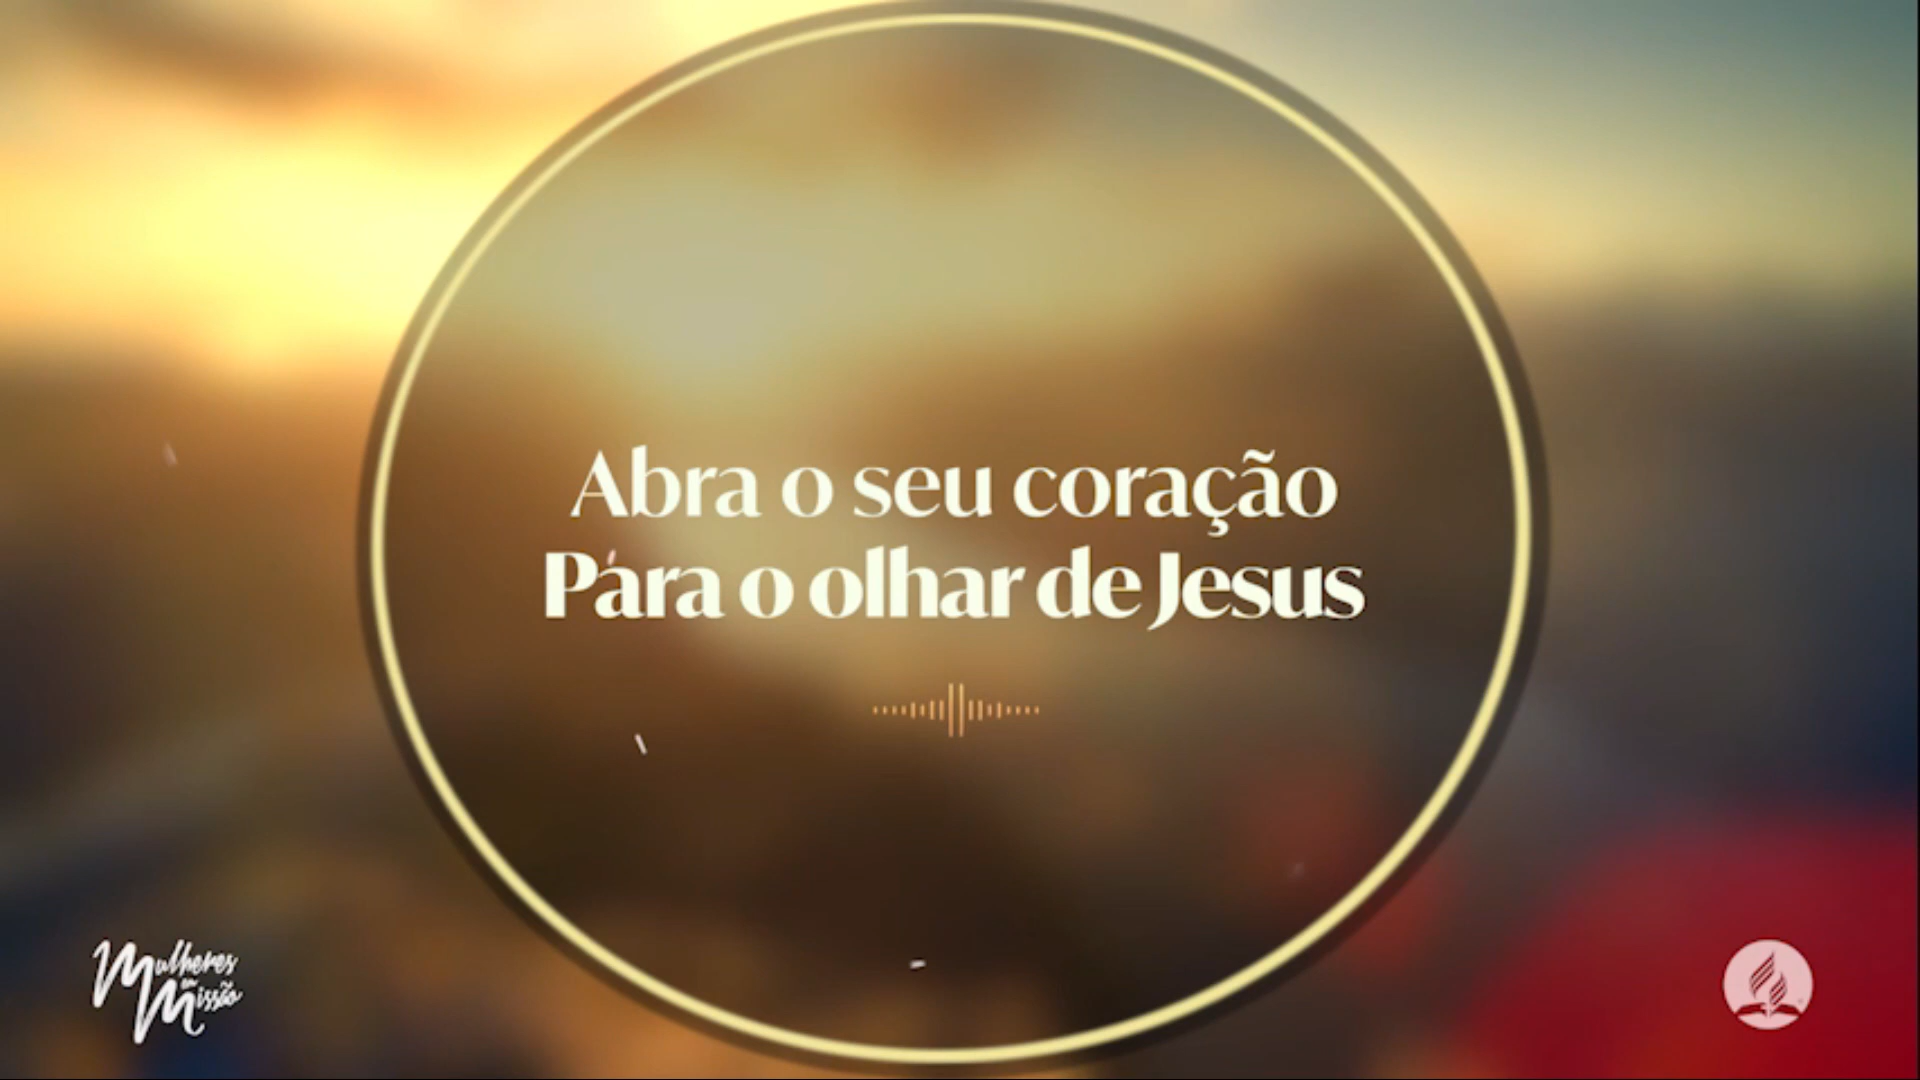 Abra o seu coração
Para o olhar de Jesus
Mulheres
em
Missão